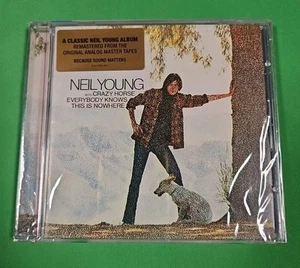 A CLASSIC NEIL YOUNG ALBUM
REMASTERED FROM THE
ORIGINAL ANALOG MASTER TAPES
BECAUSE SOUND MATTERS
NEIL YOUNG
WITH CRAZY HORSE
EVERYBODY KNOWS
THIS IS NOWHERE